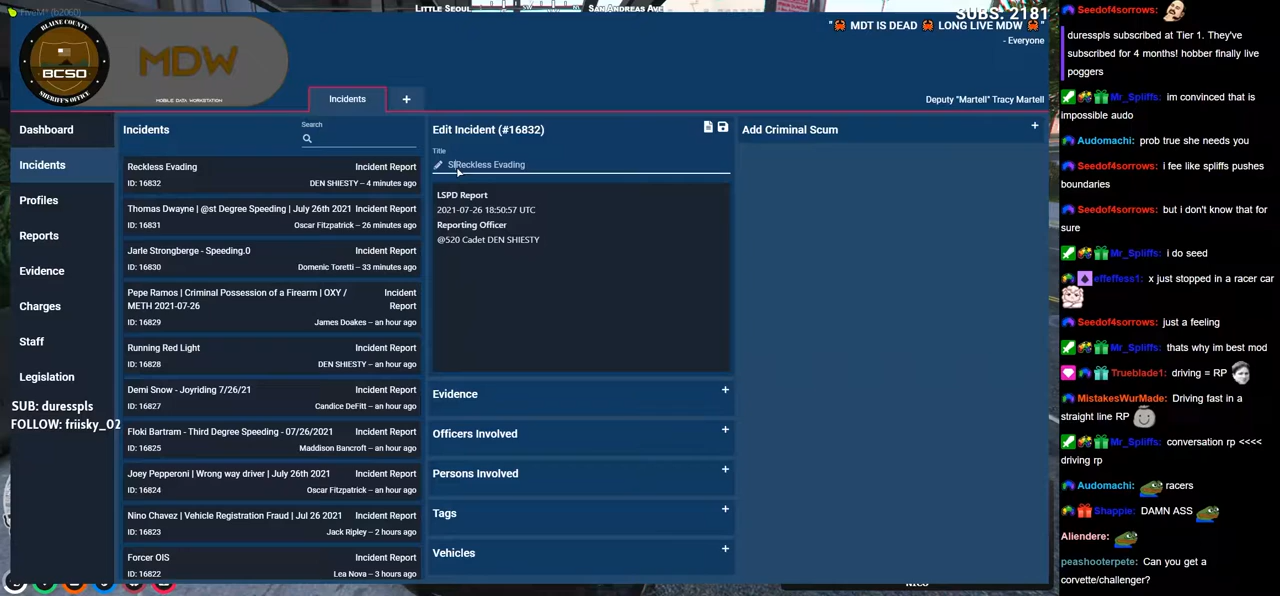 FiveM® (b2060)
LITTLE SEOUL
SAN ANDREAS AVE
SUBS: 2181
" 🦀 MDT IS DEAD 🦀 LONG LIVE MDW 🦀 "
- Everyone
BLAINE COUNTY
BCSO
SHERIFF'S OFFICE
MDW
MOBILE DATA WORKSTATION
Incidents
+
Deputy "Martell" Tracy Martell
Dashboard
Incidents
Profiles
Reports
Evidence
Charges
Staff
Legislation
SUB: duresspls
FOLLOW: friisky_02
Incidents
Search
Reckless Evading Incident Report
ID: 16832 DEN SHIESTY – 4 minutes ago
Thomas Dwayne | @st Degree Speeding | July 26th 2021 Incident Report
ID: 16831 Oscar Fitzpatrick – 26 minutes ago
Jarle Strongberge - Speeding.0 Incident Report
ID: 16830 Domenic Toretti – 33 minutes ago
Pepe Ramos | Criminal Possession of a Firearm | OXY / Incident
METH 2021-07-26 Report
ID: 16829 James Doakes – an hour ago
Running Red Light Incident Report
ID: 16828 DEN SHIESTY – an hour ago
Demi Snow - Joyriding 7/26/21 Incident Report
ID: 16827 Candice DeFitt – an hour ago
Floki Bartram - Third Degree Speeding - 07/26/2021 Incident Report
ID: 16825 Maddison Bancroft – an hour ago
Joey Pepperoni | Wrong way driver | July 26th 2021 Incident Report
ID: 16824 Oscar Fitzpatrick – an hour ago
Nino Chavez | Vehicle Registration Fraud | Jul 26 2021 Incident Report
ID: 16823 Jack Ripley – 2 hours ago
Forcer OIS Incident Report
ID: 16822 Lea Nova – 3 hours ago
Edit Incident (#16832)
Title
SReckless Evading
LSPD Report
2021-07-26 18:50:57 UTC
Reporting Officer
@520 Cadet DEN SHIESTY
Evidence +
Officers Involved +
Persons Involved +
Tags +
Vehicles +
Add Criminal Scum +
Seedof4sorrows:
duresspls subscribed at Tier 1. They've
subscribed for 4 months! hobber finally live
poggers
Mr_Spliffs: im convinced that is
impossible audo
Audomachi: prob true she needs you
Seedof4sorrows: i fee like spliffs pushes
boundaries
Seedof4sorrows: but i don't know that for
sure
Mr_Spliffs: i do seed
effeffess1: x just stopped in a racer car
Seedof4sorrows: just a feeling
Mr_Spliffs: thats why im best mod
Trueblade1: driving = RP
MistakesWurMade: Driving fast in a
straight line RP
Mr_Spliffs: conversation rp <<<<
driving rp
Audomachi: racers
Shapple: DAMN ASS
Aliendere:
peashooterpete: Can you get a
corvette/challenger?